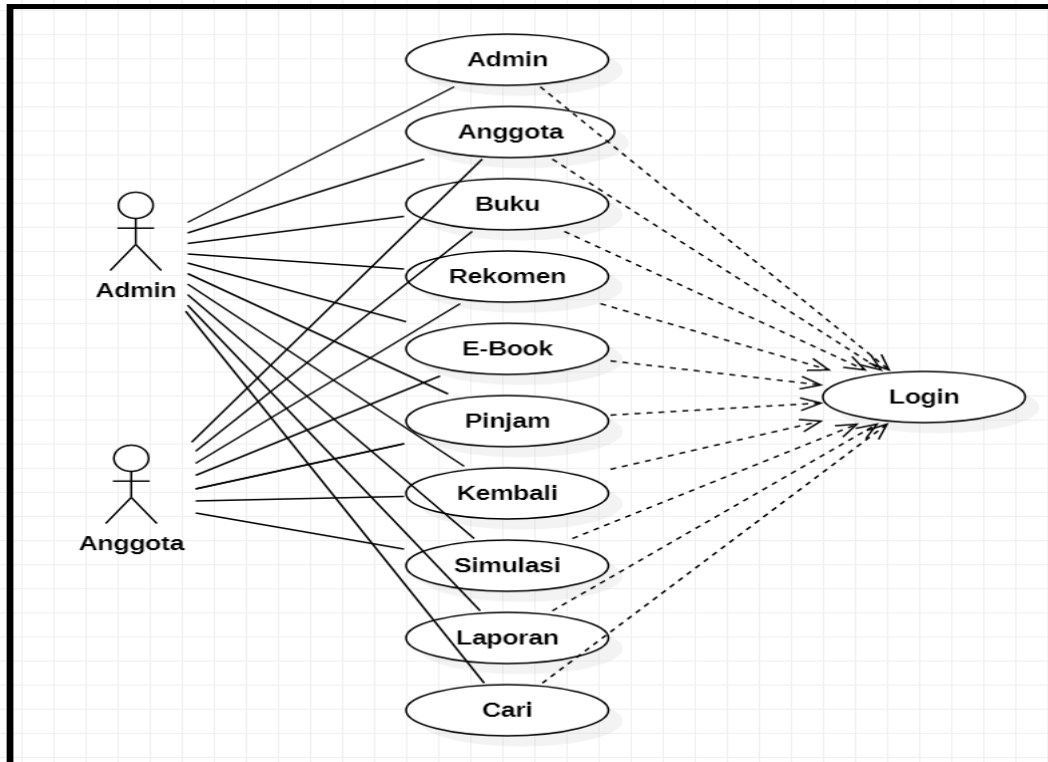 Admin
Anggota
Buku
Rekomen
E-Book
Pinjam
Kembali
Simulasi
Laporan
Cari
Admin
Anggota
Login